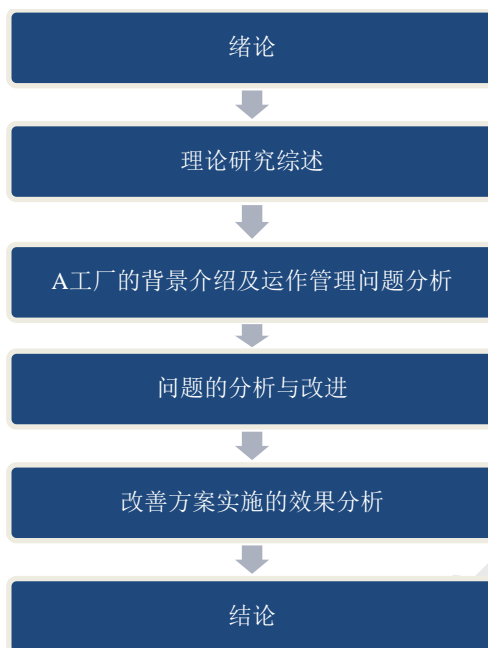 绪论
理论研究综述
A工厂的背景介绍及运作管理问题分析
问题的分析与改进
改善方案实施的效果分析
结论